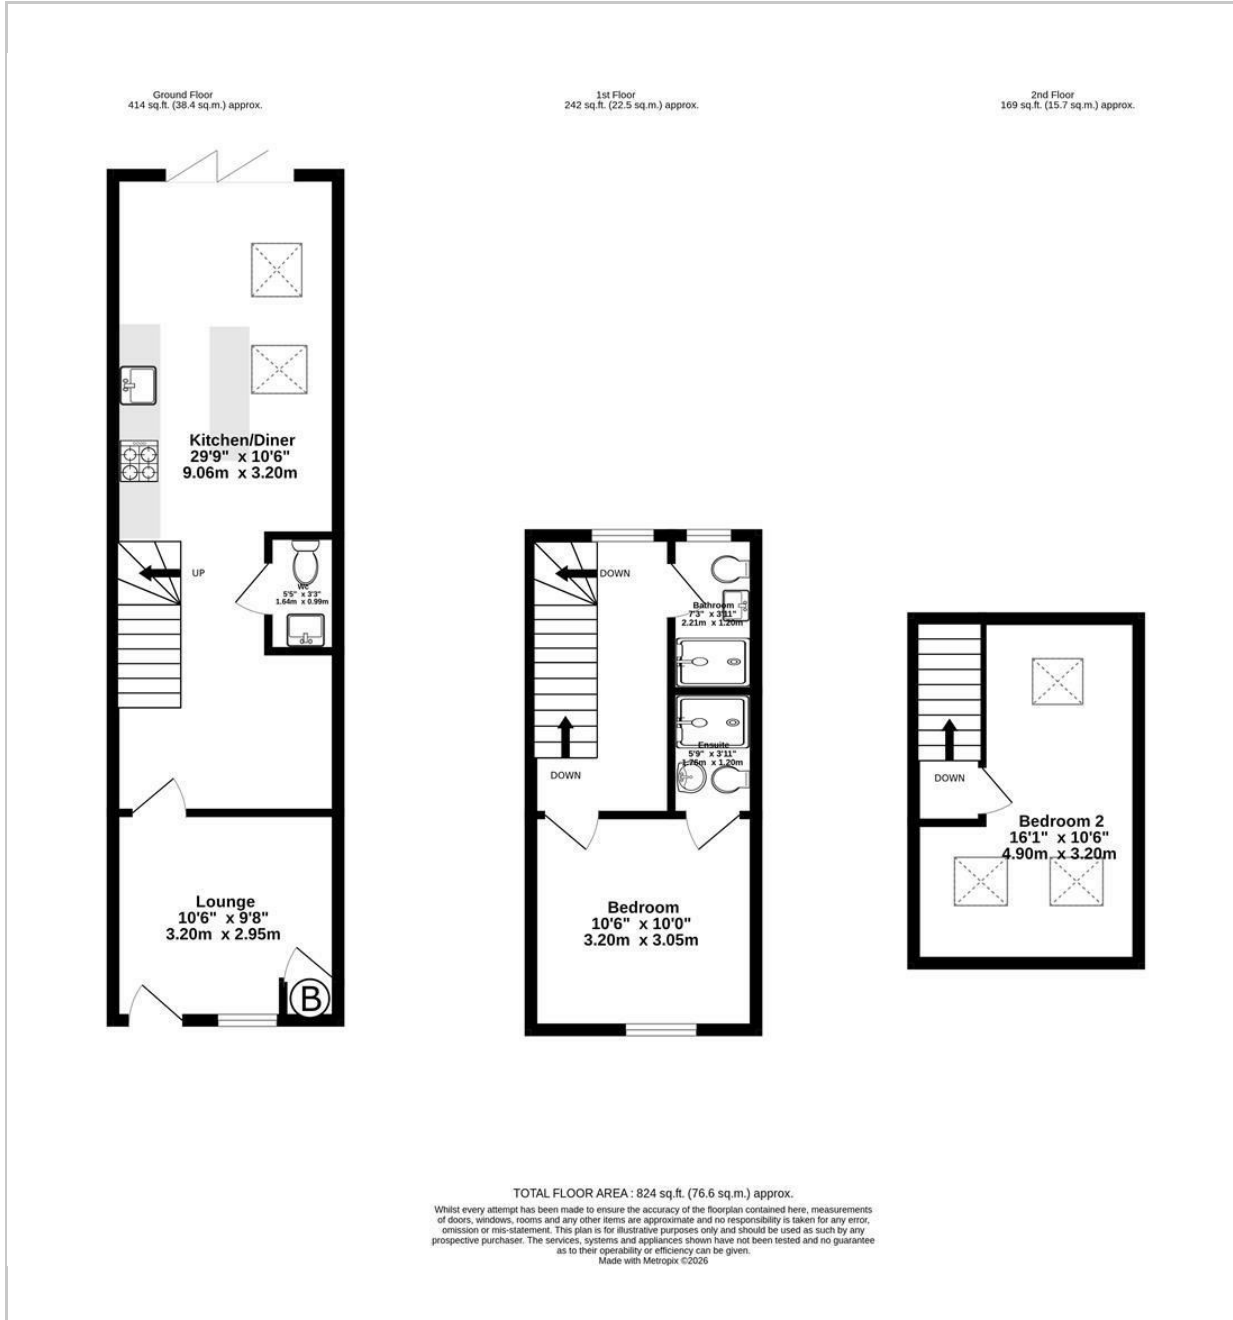 Ground Floor
414 sq.ft. (38.4 sq.m.) approx.
1st Floor
242 sq.ft. (22.5 sq.m.) approx.
2nd Floor
169 sq.ft. (15.7 sq.m.) approx.
Kitchen/Diner
29'9" x 10'6"
9.06m x 3.20m
UP
WC
5'5" x 3'3"
1.64m x 0.99m
Lounge
10'6" x 9'8"
3.20m x 2.95m
B
DOWN
Bathroom
7'3" x 3'11"
2.21m x 1.20m
Ensuite
5'9" x 3'11"
1.76m x 1.20m
DOWN
Bedroom
10'6" x 10'0"
3.20m x 3.05m
DOWN
Bedroom 2
16'1" x 10'6"
4.90m x 3.20m
TOTAL FLOOR AREA : 824 sq.ft. (76.6 sq.m.) approx.
Whilst every attempt has been made to ensure the accuracy of the floorplan contained here, measurements
of doors, windows, rooms and any other items are approximate and no responsibility is taken for any error,
omission or mis-statement. This plan is for illustrative purposes only and should be used as such by any
prospective purchaser. The services, systems and appliances shown have not been tested and no guarantee
as to their operability or efficiency can be given.
Made with Metropix ©2026